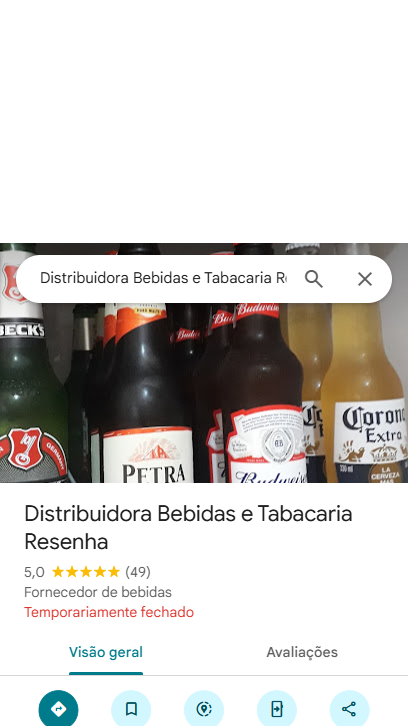 Distribuidora Bebidas e Tabacaria R
BECK'S
Budweiser
PETRA
Budweiser
Corona
Extra
LA
CERVEZA
MAS
Distribuidora Bebidas e Tabacaria
Resenha
5,0 ★★★★★ (49)
Fornecedor de bebidas
Temporariamente fechado
Visão geral
Avaliações